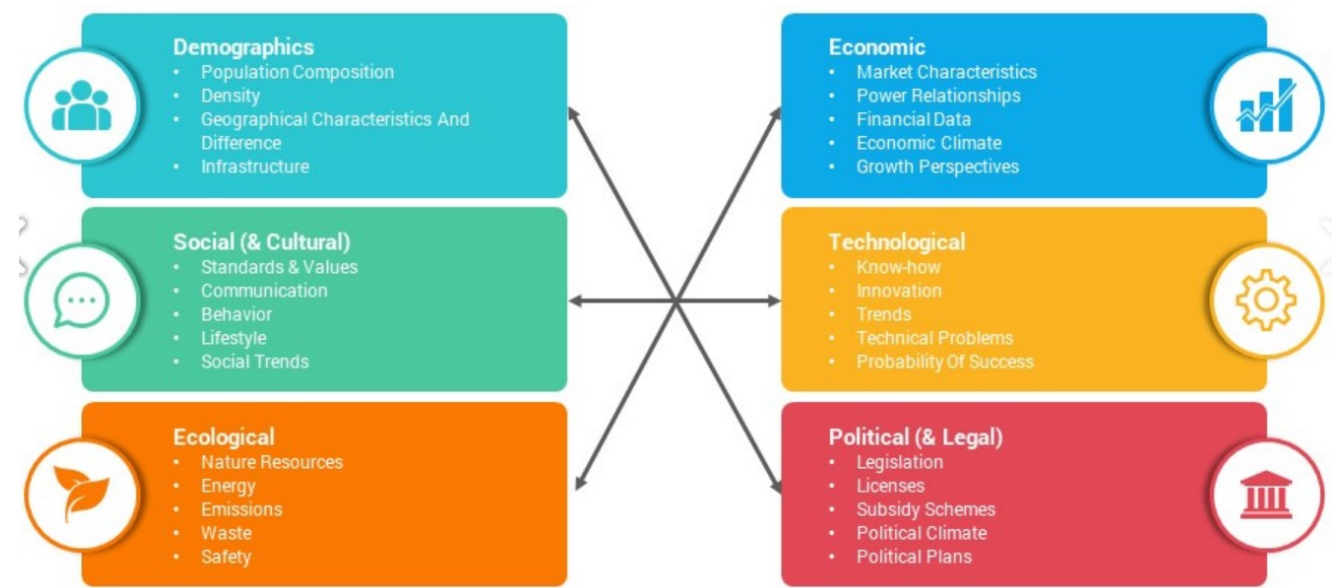 Demographics
• Population Composition
• Density
• Geographical Characteristics And
Difference
• Infrastructure
Economic
• Market Characteristics
• Power Relationships
• Financial Data
• Economic Climate
• Growth Perspectives
Social (& Cultural)
• Standards & Values
• Communication
• Behavior
• Lifestyle
• Social Trends
Technological
• Know-how
• Innovation
• Trends
• Technical Problems
• Probability Of Success
Ecological
• Nature Resources
• Energy
• Emissions
• Waste
• Safety
Political (& Legal)
• Legislation
• Licenses
• Subsidy Schemes
• Political Climate
• Political Plans